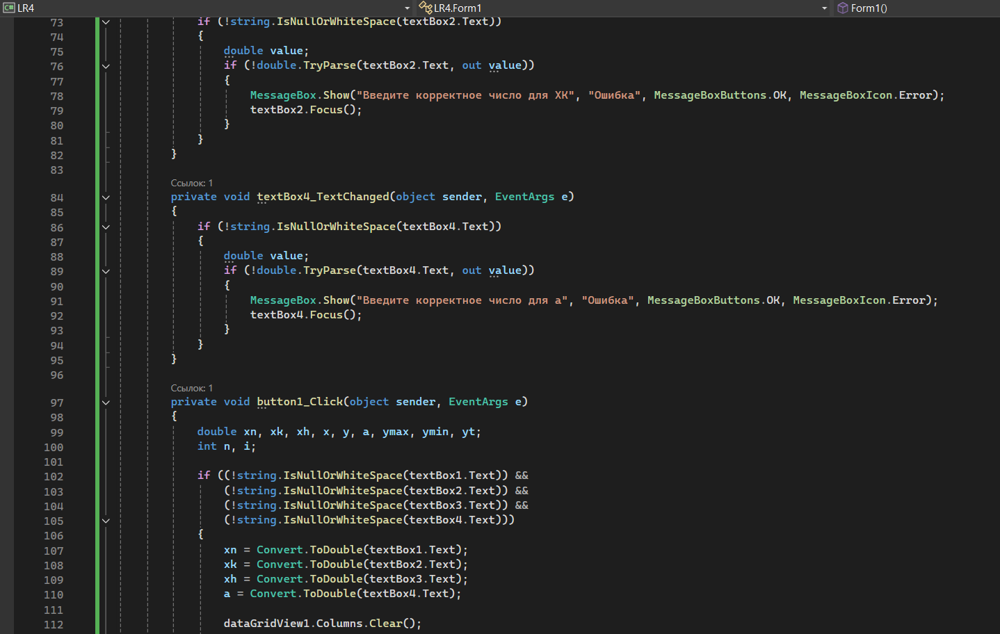 C# LR4 LR4.Form1 Form1()
73 if (!string.IsNullOrWhiteSpace(textBox2.Text))
74 {
75 double value;
76 if (!double.TryParse(textBox2.Text, out value))
77 {
78 MessageBox.Show("Введите корректное число для ХК", "Ошибка", MessageBoxButtons.OK, MessageBoxIcon.Error);
79 textBox2.Focus();
80 }
81 }
82 }
83
Ссылок: 1
84 private void textBox4_TextChanged(object sender, EventArgs e)
85 {
86 if (!string.IsNullOrWhiteSpace(textBox4.Text))
87 {
88 double value;
89 if (!double.TryParse(textBox4.Text, out value))
90 {
91 MessageBox.Show("Введите корректное число для а", "Ошибка", MessageBoxButtons.OK, MessageBoxIcon.Error);
92 textBox4.Focus();
93 }
94 }
95 }
96
Ссылок: 1
97 private void button1_Click(object sender, EventArgs e)
98 {
99 double xn, xk, xh, x, y, a, ymax, ymin, yt;
100 int n, i;
101
102 if ((!string.IsNullOrWhiteSpace(textBox1.Text)) &&
103 (!string.IsNullOrWhiteSpace(textBox2.Text)) &&
104 (!string.IsNullOrWhiteSpace(textBox3.Text)) &&
105 (!string.IsNullOrWhiteSpace(textBox4.Text)))
106 {
107 xn = Convert.ToDouble(textBox1.Text);
108 xk = Convert.ToDouble(textBox2.Text);
109 xh = Convert.ToDouble(textBox3.Text);
110 a = Convert.ToDouble(textBox4.Text);
111
112 dataGridView1.Columns.Clear();